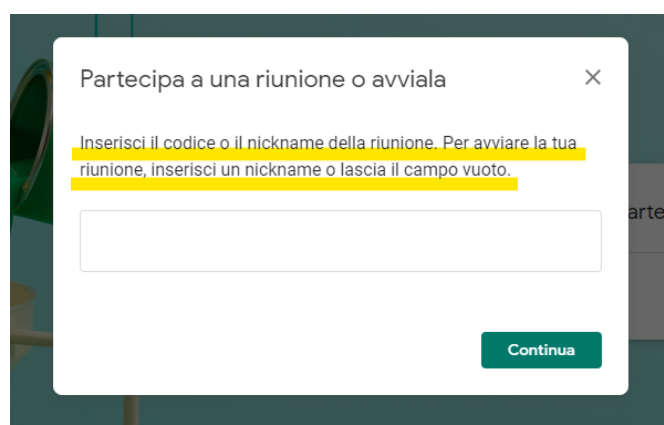 Partecipa a una riunione o avviala
Inserisci il codice o il nickname della riunione. Per avviare la tua
riunione, inserisci un nickname o lascia il campo vuoto.
arte
Continua